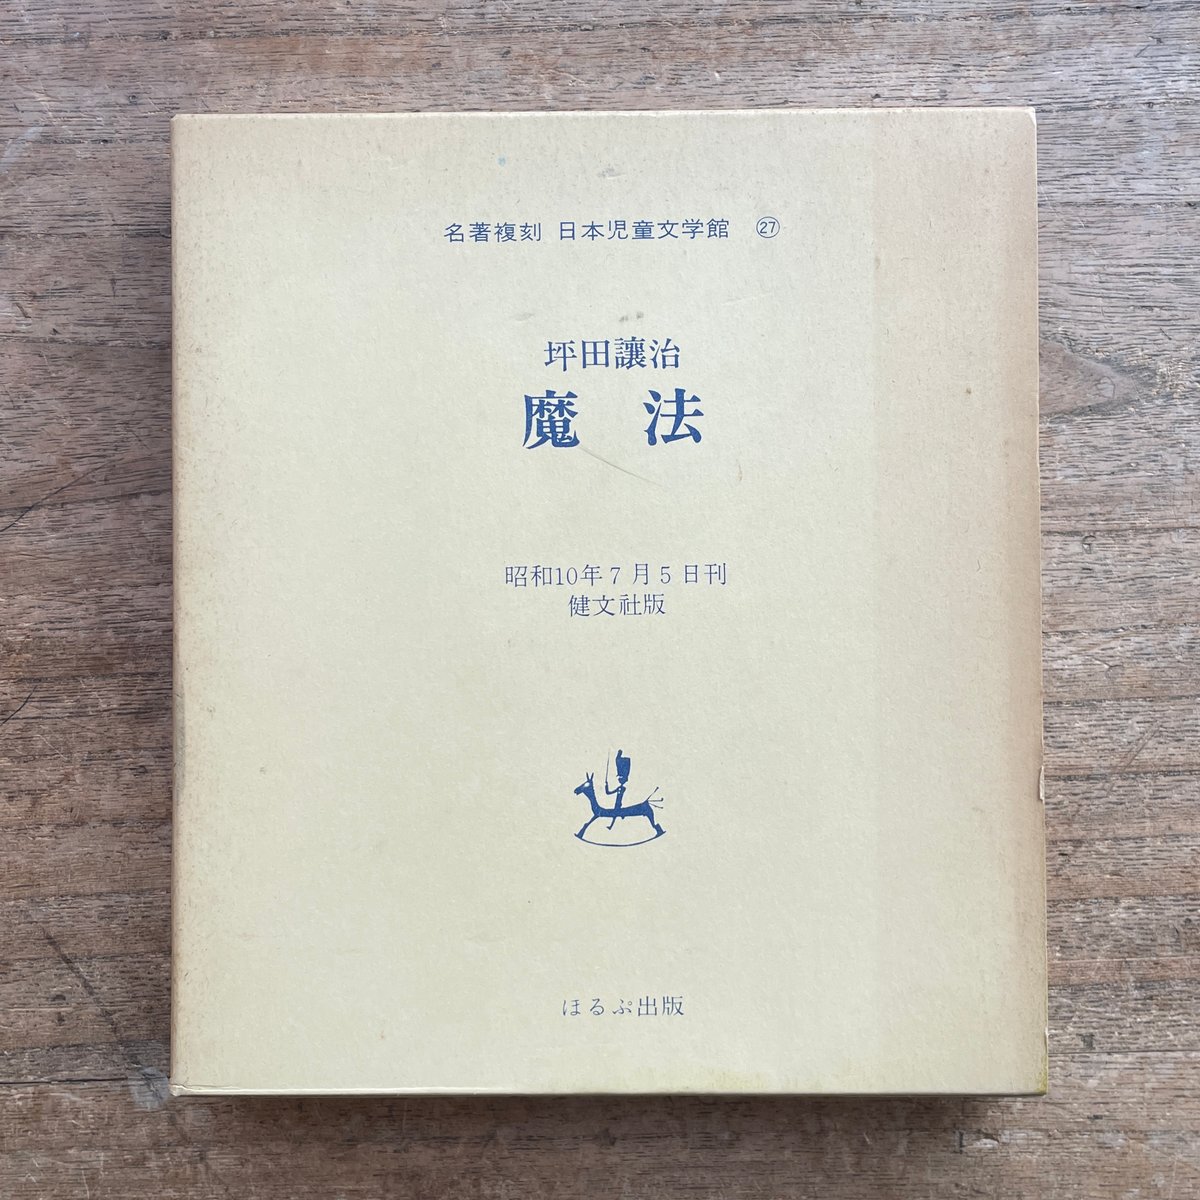 名著複刻 日本児童文学館 ㉗
坪田譲治
魔法
昭和10年7月5日刊
健文社版
ほるぷ出版